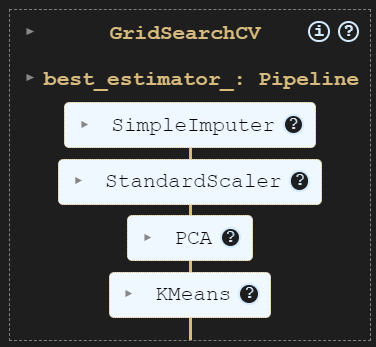 GridSearchCV i ?
best_estimator_: Pipeline
SimpleImputer ?
StandardScaler ?
PCA ?
KMeans ?